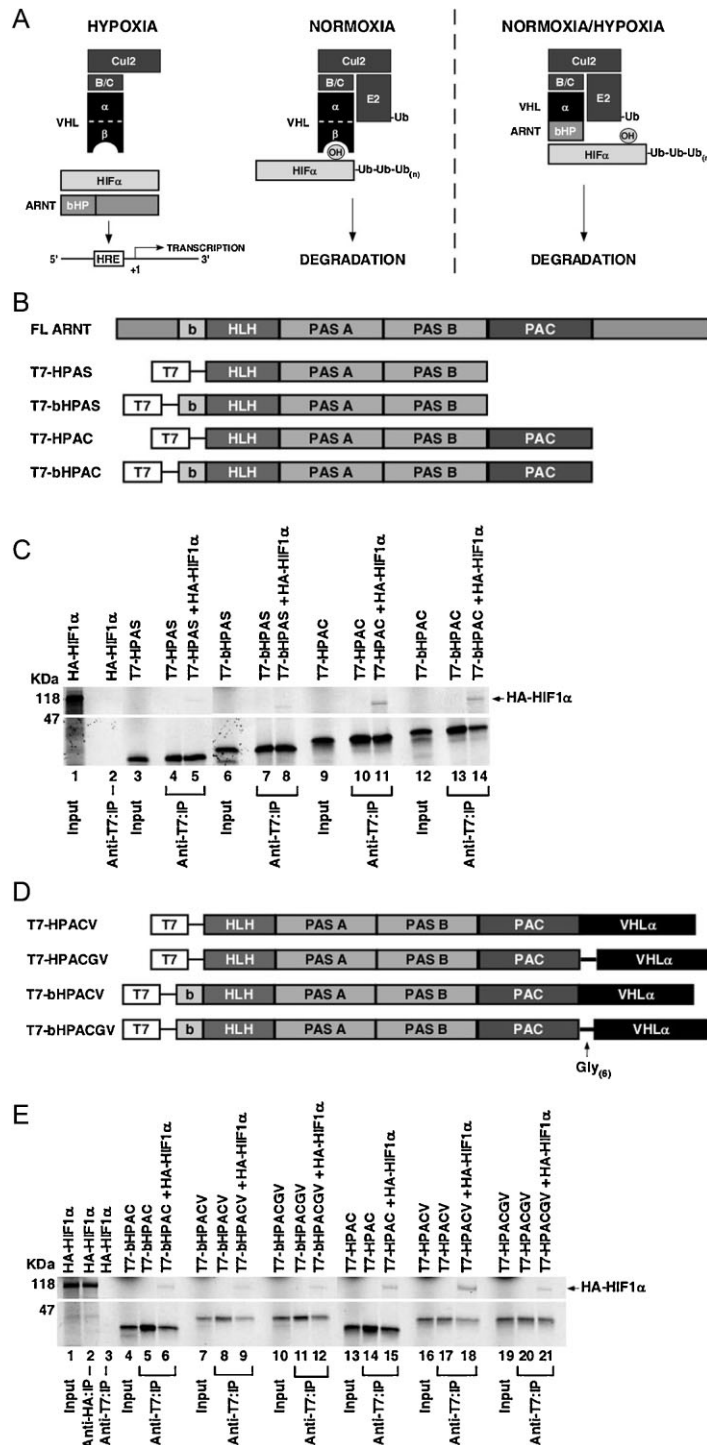 A
HYPOXIA
NORMOXIA
NORMOXIA/HYPOXIA
Cul2
Cul2
Cul2
B/C
B/C
E2
B/C
E2
VHL
α
VHL
α
VHL
α
β
β
-Ub
ARNT
bHP
-Ub
OH
OH
HIFα
HIFα
-Ub-Ub-Ub(n)
HIFα
-Ub-Ub-Ub(n)
ARNT
bHP
TRANSCRIPTION
5'
HRE
+1
3'
DEGRADATION
DEGRADATION
B
FL ARNT
b
HLH
PAS A
PAS B
PAC
T7-HPAS
T7
HLH
PAS A
PAS B
T7-bHPAS
T7
b
HLH
PAS A
PAS B
T7-HPAC
T7
HLH
PAS A
PAS B
PAC
T7-bHPAC
T7
b
HLH
PAS A
PAS B
PAC
C
HA-HIF1α
HA-HIF1α
T7-HPAS
T7-HPAS
T7-HPAS +HA-HIF1α
T7-bHPAS
T7-bHPAS
T7-bHPAS +HA-HIF1α
T7-HPAC
T7-HPAC
T7-HPAC +HA-HIF1α
T7-bHPAC
T7-bHPAC
T7-bHPAC +HA-HIF1α
KDa
118
HA-HIF1α
47
1 2 3 4 5 6 7 8 9 10 11 12 13 14
Input
Anti-T7:IP
Input
Anti-T7:IP
Input
Anti-T7:IP
Input
Anti-T7:IP
Input
Anti-T7:IP
D
T7-HPACV
T7
HLH
PAS A
PAS B
PAC
VHLα
T7-HPACGV
T7
HLH
PAS A
PAS B
PAC
VHLα
T7-bHPACV
T7
b
HLH
PAS A
PAS B
PAC
VHLα
T7-bHPACGV
T7
b
HLH
PAS A
PAS B
PAC
VHLα
Gly(6)
E
HA-HIF1α
HA-HIF1α
HA-HIF1α
T7-bHPAC
T7-bHPAC
T7-bHPAC +HA-HIF1α
T7-bHPACV
T7-bHPACV
T7-bHPACV +HA-HIF1α
T7-bHPACGV
T7-bHPACGV
T7-bHPACGV +HA-HIF1α
T7-HPAC
T7-HPAC
T7-HPAC +HA-HIF1α
T7-HPACV
T7-HPACV
T7-HPACV +HA-HIF1α
T7-HPACGV
T7-HPACGV
T7-HPACGV +HA-HIF1α
KDa
118
HA-HIF1α
47
1 2 3 4 5 6 7 8 9 10 11 12 13 14 15 16 17 18 19 20 21
Input
Anti-HA:IP
Anti-T7:IP
Input
Anti-T7:IP
Input
Anti-T7:IP
Input
Anti-T7:IP
Input
Anti-T7:IP
Input
Anti-T7:IP
Input
Anti-T7:IP